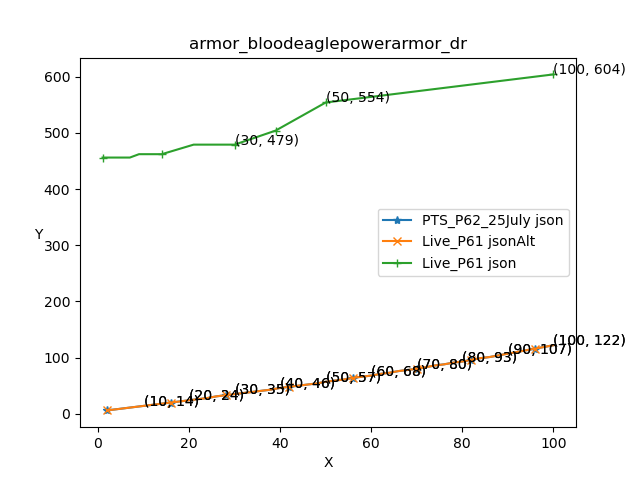 armor_bloodeaglepowerarmor_dr
600
500
400
300
200
100
0
Y
(100, 604)
(50, 554)
(30, 479)
PTS_P62_25July json
Live_P61 jsonAlt
Live_P61 json
(100, 122)
(90, 107)
(80, 93)
(70, 80)
(60, 68)
(50, 57)
(40, 46)
(30, 35)
(20, 24)
(10, 14)
0 20 40 60 80 100
X